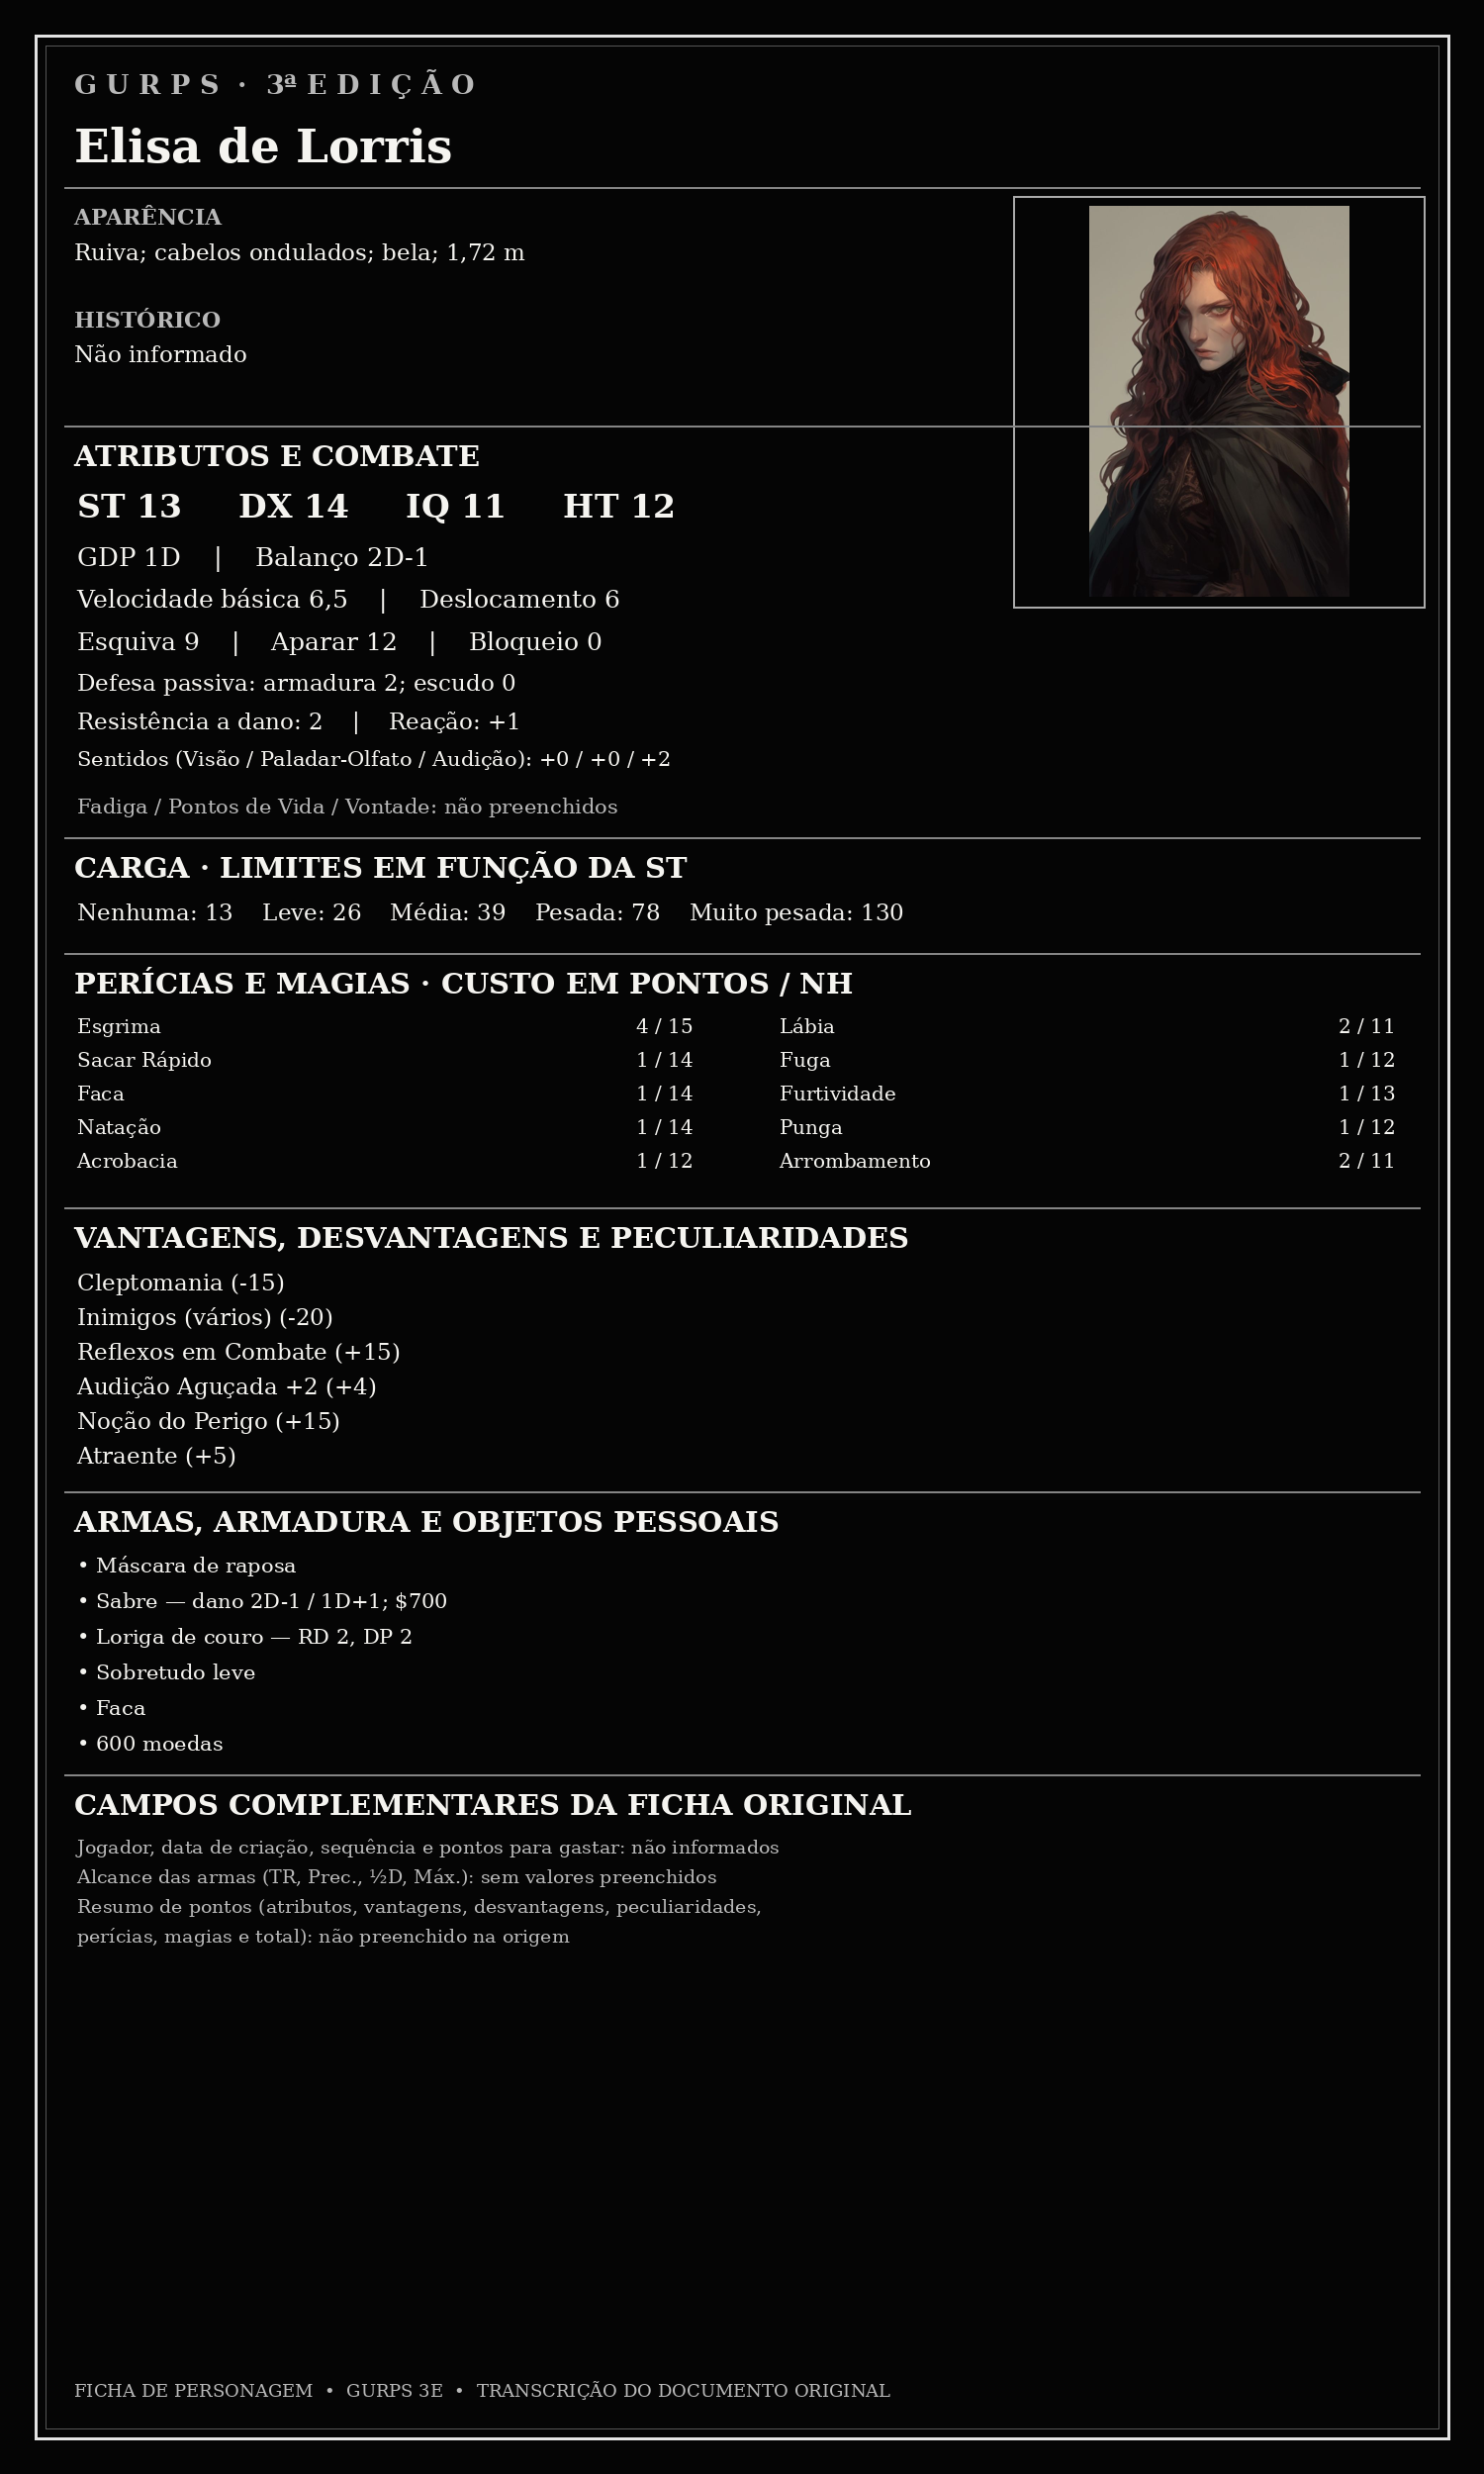 GURPS · 3ª EDIÇÃO
Elisa de Lorris
APARÊNCIA
Ruiva; cabelos ondulados; bela; 1,72 m
HISTÓRICO
Não informado
ATRIBUTOS E COMBATE
ST 13 DX 14 IQ 11 HT 12
GDP 1D | Balanço 2D-1
Velocidade básica 6,5 | Deslocamento 6
Esquiva 9 | Aparar 12 | Bloqueio 0
Defesa passiva: armadura 2; escudo 0
Resistência a dano: 2 | Reação: +1
Sentidos (Visão / Paladar-Olfato / Audição): +0 / +0 / +2
Fadiga / Pontos de Vida / Vontade: não preenchidos
CARGA · LIMITES EM FUNÇÃO DA ST
Nenhuma: 13 Leve: 26 Média: 39 Pesada: 78 Muito pesada: 130
PERÍCIAS E MAGIAS · CUSTO EM PONTOS / NH
Esgrima 4 / 15 Lábia 2 / 11
Sacar Rápido 1 / 14 Fuga 1 / 12
Faca 1 / 14 Furtividade 1 / 13
Natação 1 / 14 Punga 1 / 12
Acrobacia 1 / 12 Arrombamento 2 / 11
VANTAGENS, DESVANTAGENS E PECULIARIDADES
Cleptomania (-15)
Inimigos (vários) (-20)
Reflexos em Combate (+15)
Audição Aguçada +2 (+4)
Noção do Perigo (+15)
Atraente (+5)
ARMAS, ARMADURA E OBJETOS PESSOAIS
• Máscara de raposa
• Sabre — dano 2D-1 / 1D+1; $700
• Loriga de couro — RD 2, DP 2
• Sobretudo leve
• Faca
• 600 moedas
CAMPOS COMPLEMENTARES DA FICHA ORIGINAL
Jogador, data de criação, sequência e pontos para gastar: não informados
Alcance das armas (TR, Prec., ½D, Máx.): sem valores preenchidos
Resumo de pontos (atributos, vantagens, desvantagens, peculiaridades,
perícias, magias e total): não preenchido na origem
FICHA DE PERSONAGEM • GURPS 3E • TRANSCRIÇÃO DO DOCUMENTO ORIGINAL